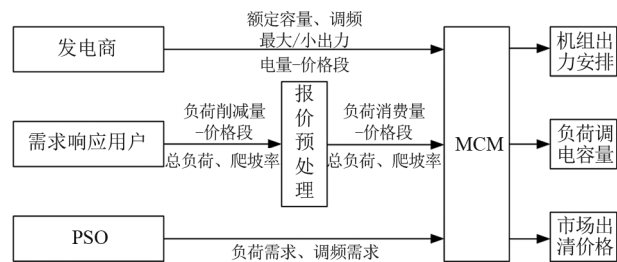 额定容量、调频
最大/小出力
电量-价格段
发电商
机组出
力安排
报价预处理
负荷削减量
-价格段
总负荷、爬坡率
负荷消费量
-价格段
总负荷、爬坡率
需求响应用户
MCM
负荷调
电容量
PSO
负荷需求、调频需求
市场出
清价格